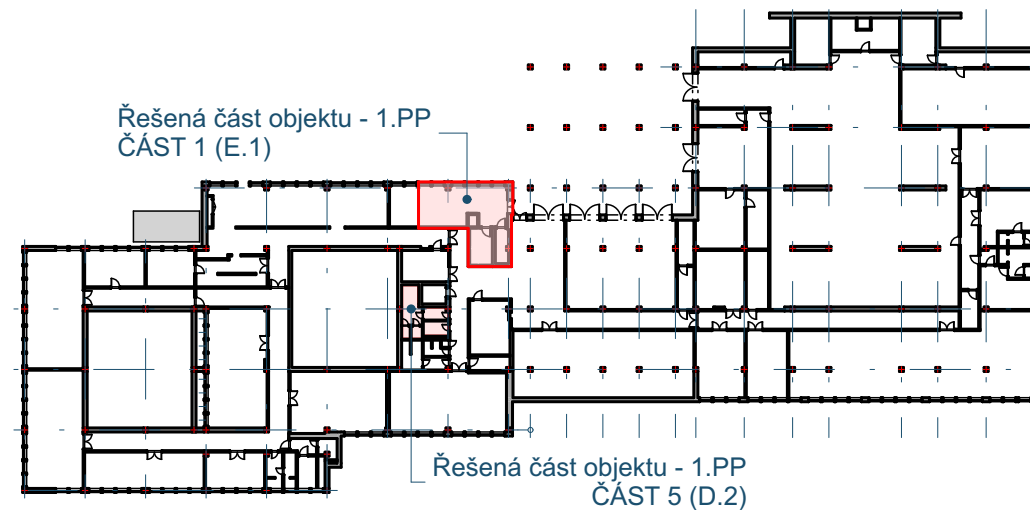 Řešená část objektu - 1.PP
ČÁST 1 (E.1)
Řešená část objektu - 1.PP
ČÁST 5 (D.2)